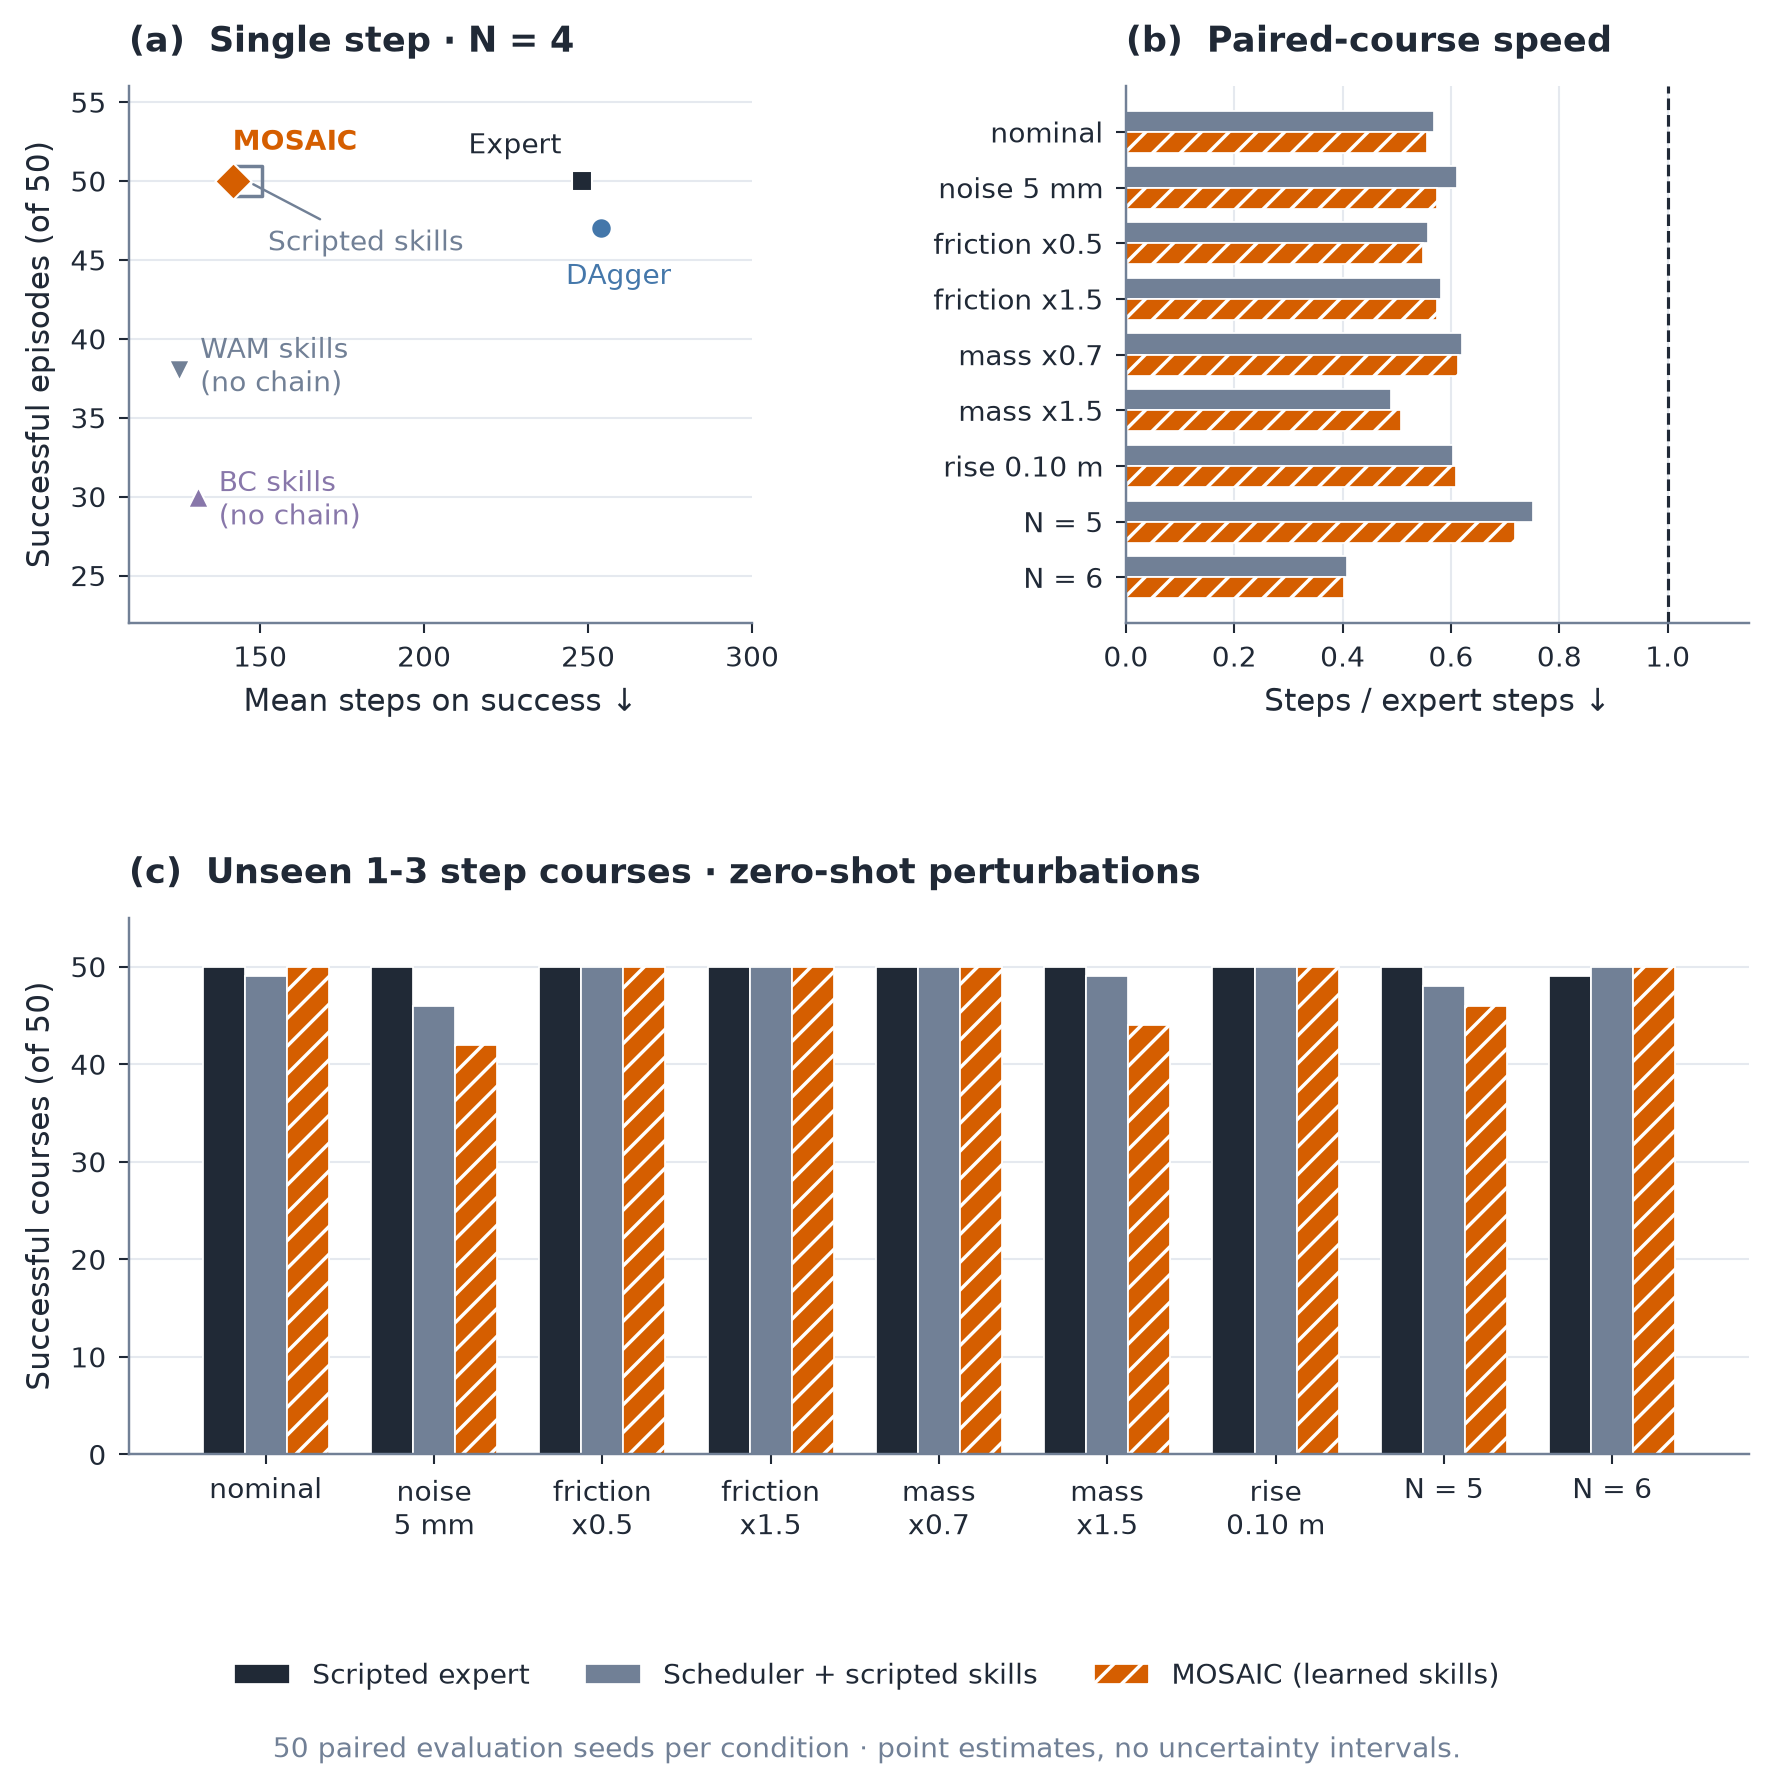 (a) Single step · N = 4
55
50
45
40
35
30
25
Successful episodes (of 50)
MOSAIC
Expert
Scripted skills
DAgger
WAM skills
(no chain)
BC skills
(no chain)
150
200
250
300
Mean steps on success ↓
(b) Paired-course speed
nominal
noise 5 mm
friction x0.5
friction x1.5
mass x0.7
mass x1.5
rise 0.10 m
N = 5
N = 6
0.0
0.2
0.4
0.6
0.8
1.0
Steps / expert steps ↓
(c) Unseen 1-3 step courses · zero-shot perturbations
50
40
30
20
10
0
Successful courses (of 50)
nominal
noise
5 mm
friction
x0.5
friction
x1.5
mass
x0.7
mass
x1.5
rise
0.10 m
N = 5
N = 6
Scripted expert
Scheduler + scripted skills
MOSAIC (learned skills)
50 paired evaluation seeds per condition · point estimates, no uncertainty intervals.